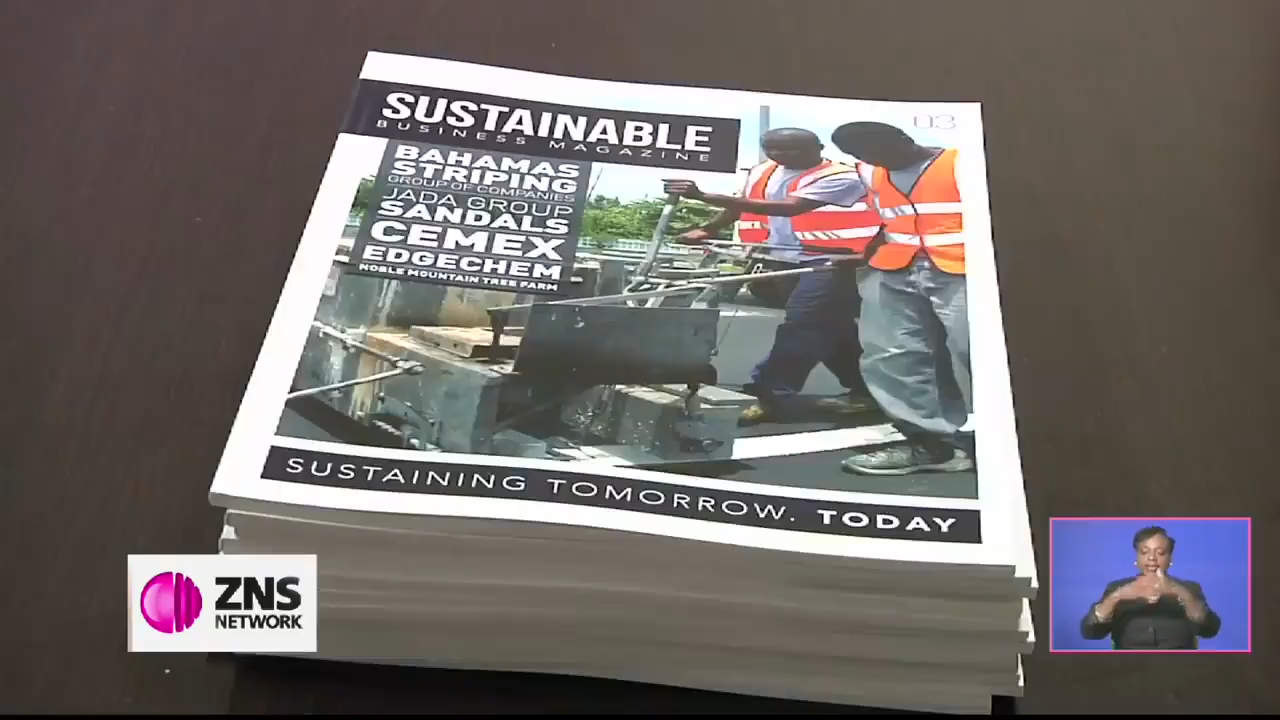 SUSTAINABLE
BUSINESS MAGAZINE
03
BAHAMAS
STRIPING
GROUP OF COMPANIES
JADA GROUP
SANDALS
CEMEX
EDGECHEM
NOBLE MOUNTAIN TREE FARM
SUSTAINING TOMORROW. TODAY
ZNS
NETWORK